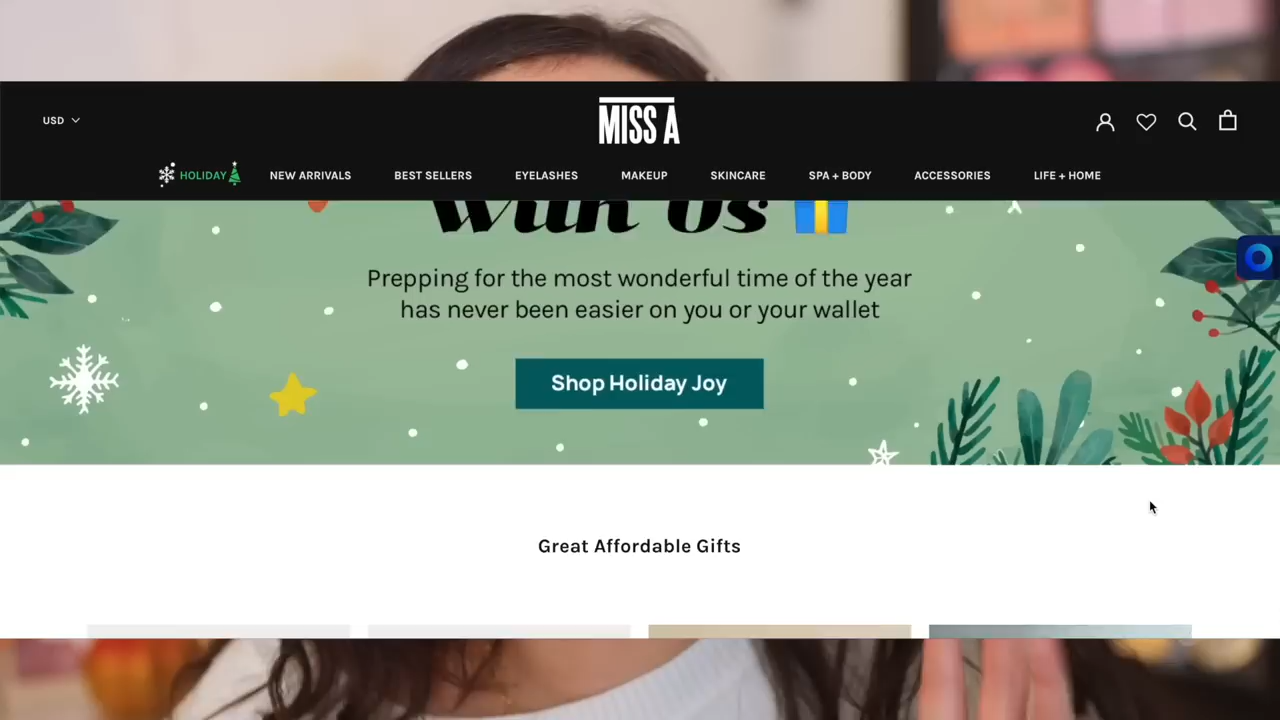 USD
MISS A
HOLIDAY NEW ARRIVALS BEST SELLERS EYELASHES MAKEUP SKINCARE SPA + BODY ACCESSORIES LIFE + HOME
With Us
Prepping for the most wonderful time of the year
has never been easier on you or your wallet
Shop Holiday Joy
Great Affordable Gifts